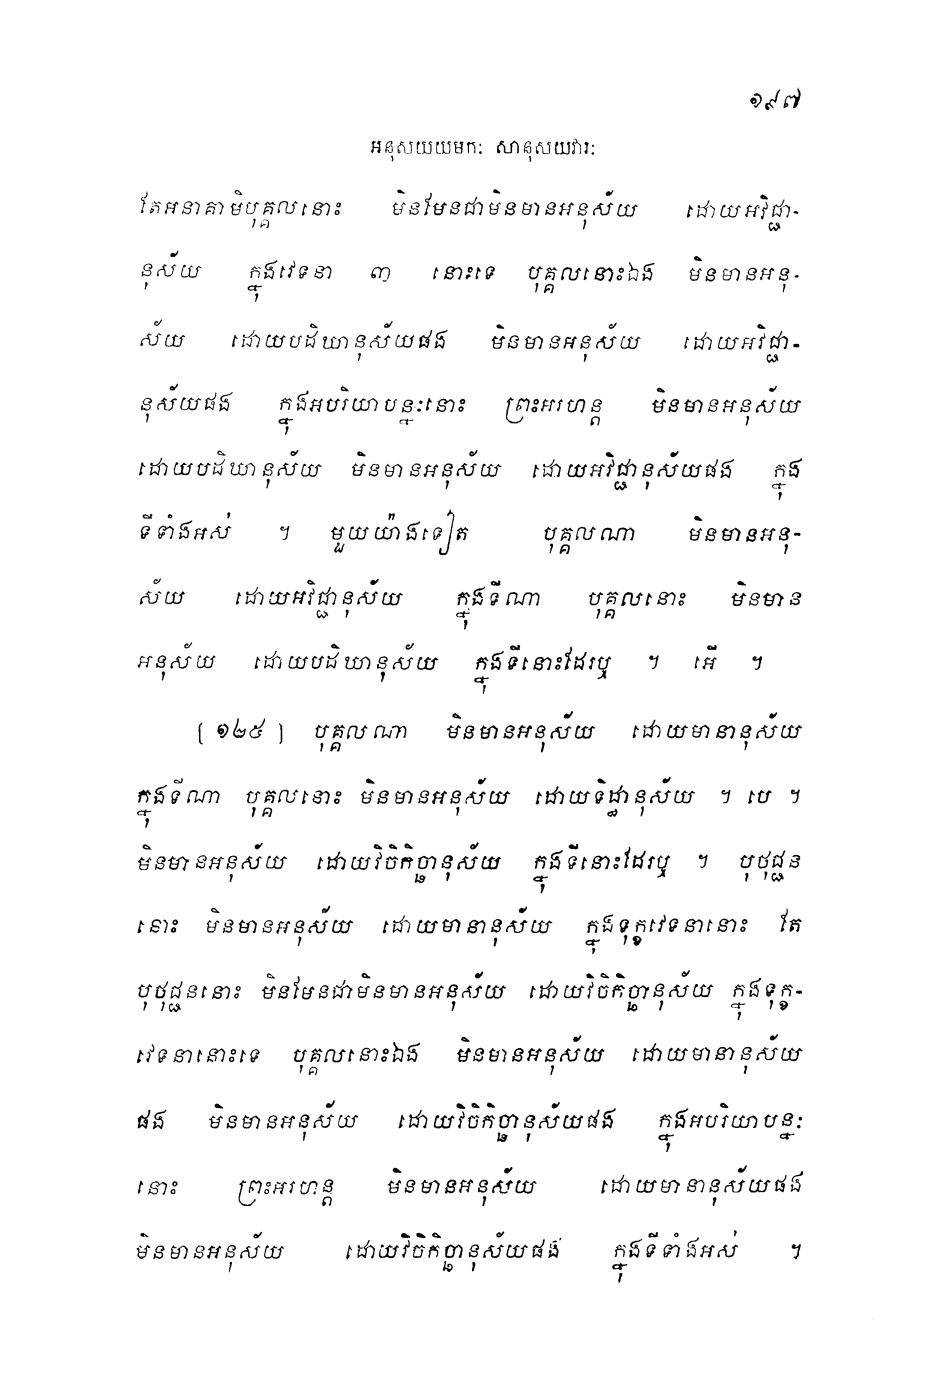 ១៩៧
អនុសយយមកៈ សានុសយវារៈ
តែអនាគាមិបុគ្គលនោះ មិនមែនជាមិនមានអនុស័យ ដោយអវិជ្ជា-
នុស័យ ក្នុងវេទនា ៣ នោះទេ បុគ្គលនោះឯង មិនមានអនុ-
ស័យ ដោយបដិឃានុស័យផង មិនមានអនុស័យ ដោយអវិជ្ជា-
នុស័យផង ក្នុងអបរិយាបន្នៈនោះ ព្រះអរហន្ត មិនមានអនុស័យ
ដោយបដិឃានុស័យ មិនមានអនុស័យ ដោយអវិជ្ជានុស័យផង ក្នុង
ទីទាំងអស់ ។ មួយយ៉ាងទៀត បុគ្គលណា មិនមានអនុ-
ស័យ ដោយអវិជ្ជានុស័យ ក្នុងទីណា បុគ្គលនោះ មិនមាន
អនុស័យ ដោយបដិឃានុស័យ ក្នុងទីនោះដែរឬ ។ អើ ។
[ ១២៥ ] បុគ្គលណា មិនមានអនុស័យ ដោយមានានុស័យ
ក្នុងទីណា បុគ្គលនោះ មិនមានអនុស័យ ដោយទិដ្ឋានុស័យ ។ បេ ។
មិនមានអនុស័យ ដោយវិចិកិច្ឆានុស័យ ក្នុងទីនោះដែរឬ ។ បុថុជ្ជន
នោះ មិនមានអនុស័យ ដោយមានានុស័យ ក្នុងទុក្ខវេទនានោះ តែ
បុថុជ្ជននោះ មិនមែនជាមិនមានអនុស័យ ដោយវិចិកិច្ឆានុស័យ ក្នុងទុក្ខ-
វេទនានោះទេ បុគ្គលនោះឯង មិនមានអនុស័យ ដោយមានានុស័យ
ផង មិនមានអនុស័យ ដោយវិចិកិច្ឆានុស័យផង ក្នុងអបរិយាបន្នៈ
នោះ ព្រះអរហន្ត មិនមានអនុស័យ ដោយមានានុស័យផង
មិនមានអនុស័យ ដោយវិចិកិច្ឆានុស័យផង ក្នុងទីទាំងអស់ ។